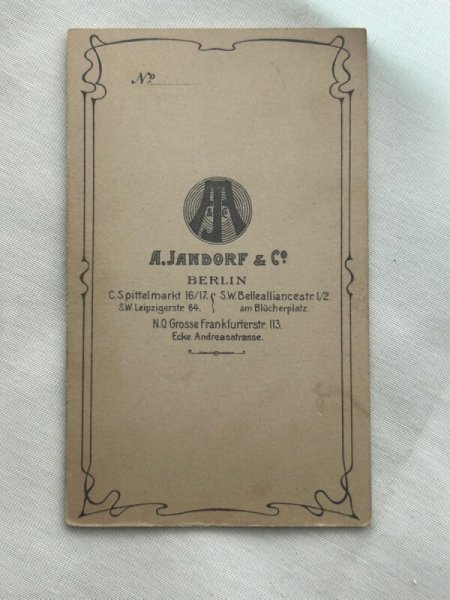 No
A & C
A. JANDORF & Co
BERLIN
C. Spittelmarkt 16/17. S.W. Bellealliancestr. 1/2.
S.W. Leipzigerstr. 64. am Blücherplatz.
N.O. Grosse Frankfurterstr. 113.
Ecke Andreasstrasse.